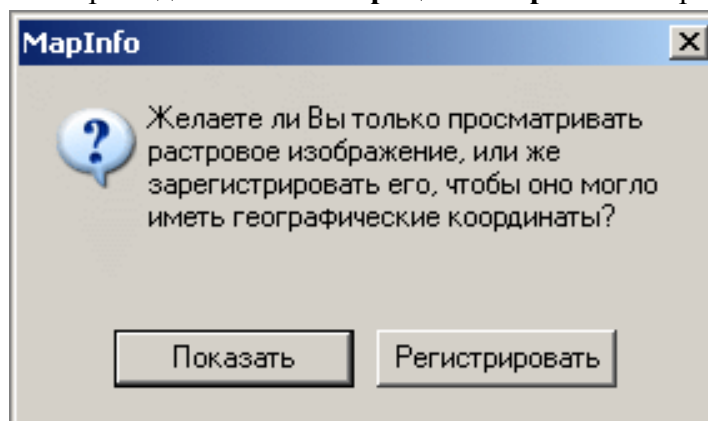 MapInfo
Желаете ли Вы только просматривать
растровое изображение, или же
зарегистрировать его, чтобы оно могло
иметь географические координаты?
Показать Регистрировать